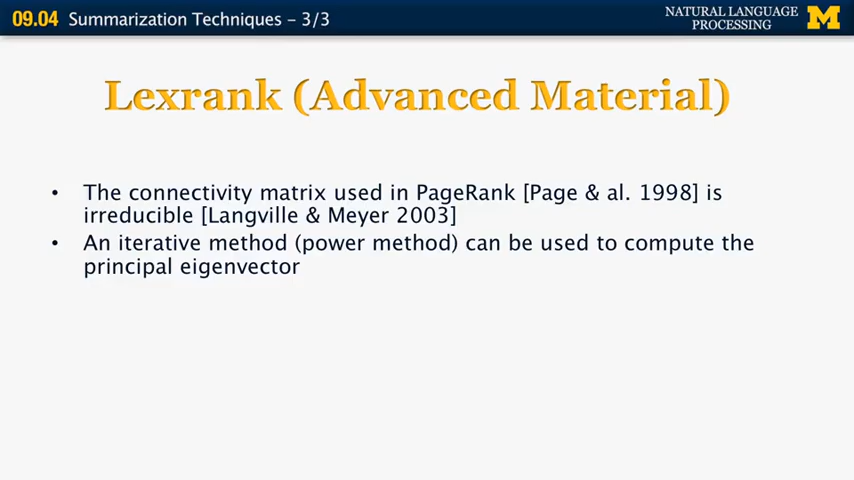 09.04 Summarization Techniques – 3/3
NATURAL LANGUAGE
PROCESSING
M
Lexrank (Advanced Material)
• The connectivity matrix used in PageRank [Page & al. 1998] is
irreducible [Langville & Meyer 2003]
• An iterative method (power method) can be used to compute the
principal eigenvector